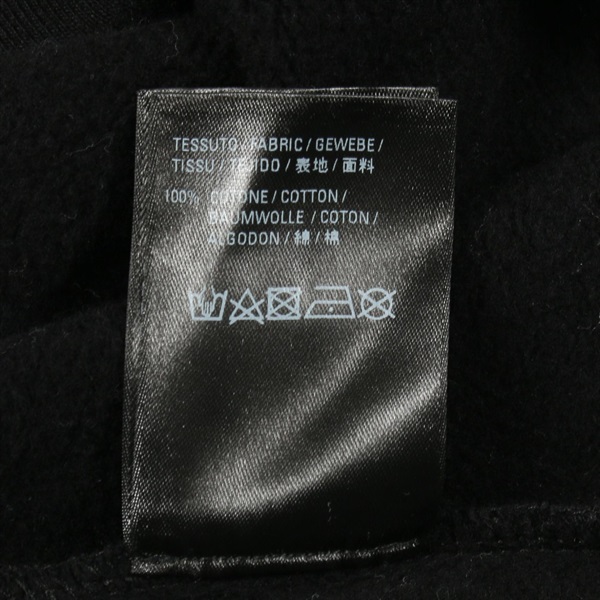 TESSUTO / FABRIC / GEWEBE /
TISSU / TEJIDO / 表地 / 面料
100% COTONE / COTTON /
BAUMWOLLE / COTON /
ALGODON / 綿 / 棉